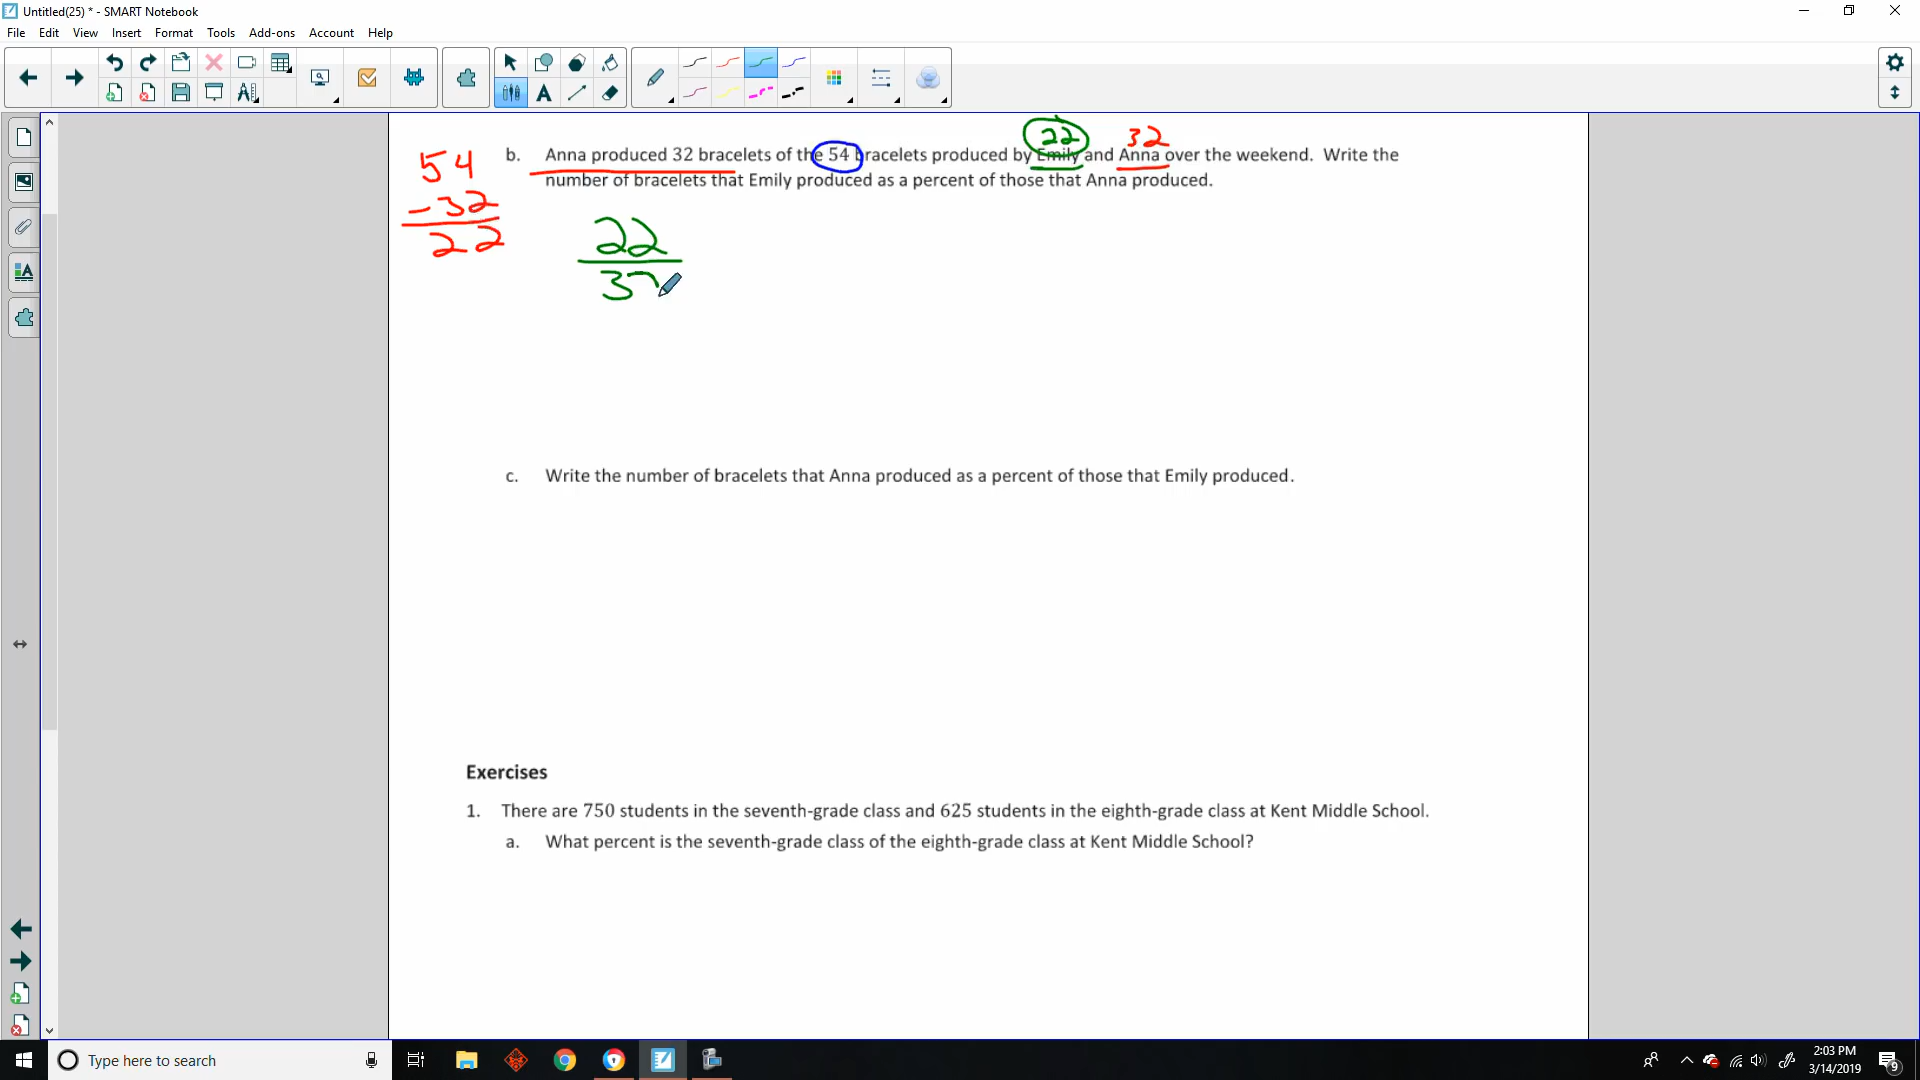 Untitled(25) * - SMART Notebook
File Edit View Insert Format Tools Add-ons Account Help
22 32
b. Anna produced 32 bracelets of the 54 bracelets produced by Emily and Anna over the weekend. Write the
number of bracelets that Emily produced as a percent of those that Anna produced.
54
-32
22
22
c. Write the number of bracelets that Anna produced as a percent of those that Emily produced.
Exercises
1. There are 750 students in the seventh-grade class and 625 students in the eighth-grade class at Kent Middle School.
a. What percent is the seventh-grade class of the eighth-grade class at Kent Middle School?
Type here to search
2:03 PM
3/14/2019
9